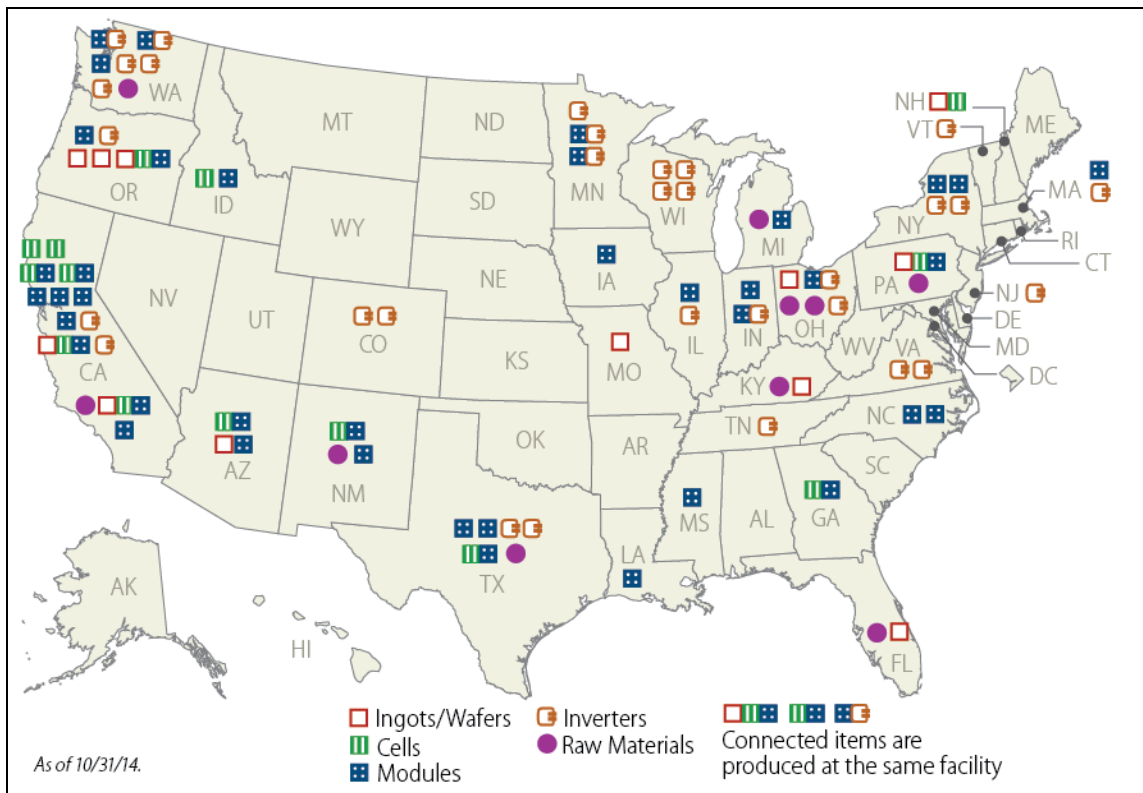 WA
MT
ND
MN
NH
VT
ME
OR
ID
SD
WI
MI
NY
MA
WY
RI
CT
IA
NE
PA
NJ
NV
UT
CO
IL
IN
OH
DE
MD
DC
KS
MO
WV
VA
CA
KY
NC
TN
AZ
NM
OK
AR
SC
MS
AL
GA
TX
LA
AK
HI
FL
Ingots/Wafers
Inverters
Cells
Raw Materials
Modules
Connected items are
produced at the same facility
As of 10/31/14.